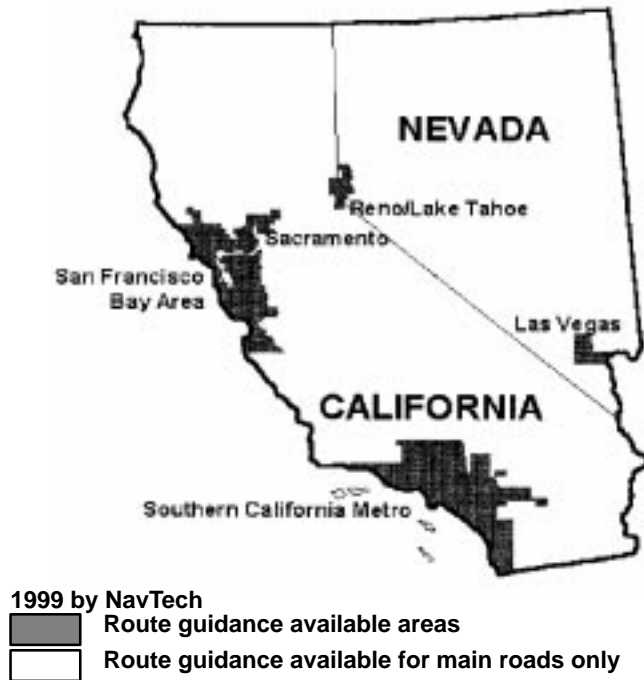 NEVADA
Reno/Lake Tahoe
Sacramento
San Francisco
Bay Area
Las Vegas
CALIFORNIA
Southern California Metro
1999 by NavTech
Route guidance available areas
Route guidance available for main roads only